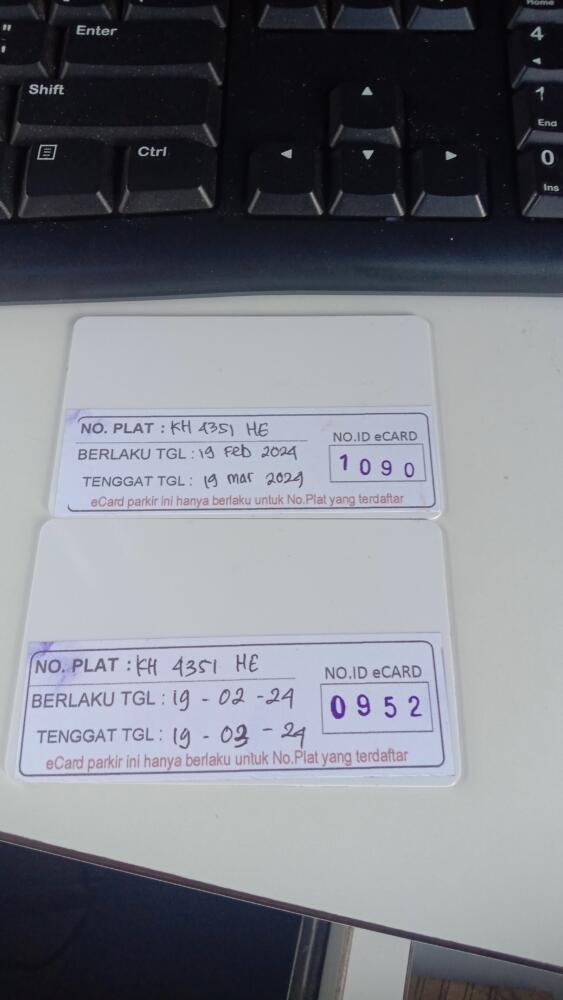 Home
"
'
Enter
4
Shift
1
End
Ctrl
0
Ins
NO. PLAT : KH 4351 HE
BERLAKU TGL : 19 Feb 2024
TENGGAT TGL : 19 mar 2024
NO.ID eCARD
1090
eCard parkir ini hanya berlaku untuk No.Plat yang terdaftar
NO. PLAT : KH 4351 HE
BERLAKU TGL : 19 - 02 - 24
TENGGAT TGL : 19 - 03 - 24
NO.ID eCARD
0952
eCard parkir ini hanya berlaku untuk No.Plat yang terdaftar